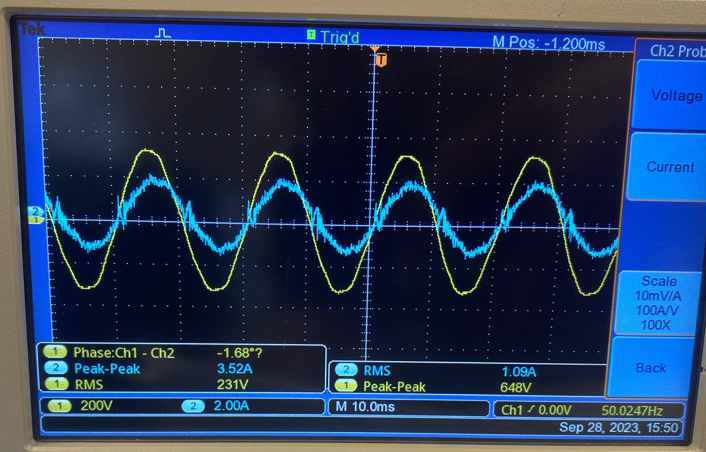 Tek
Trig'd
M Pos: -1,200ms
Ch2 Prob
T
Voltage
Current
2
1
Scale
10mV/A
100A/V
100X
Back
1 Phase:Ch1 - Ch2 -1.68°?
2 Peak-Peak 3.52A
1 RMS 231V
2 RMS 1.09A
1 Peak-Peak 648V
1 200V 2 2.00A
M 10.0ms
Ch1 / 0.00V 50.0247Hz
Sep 28, 2023, 15:50